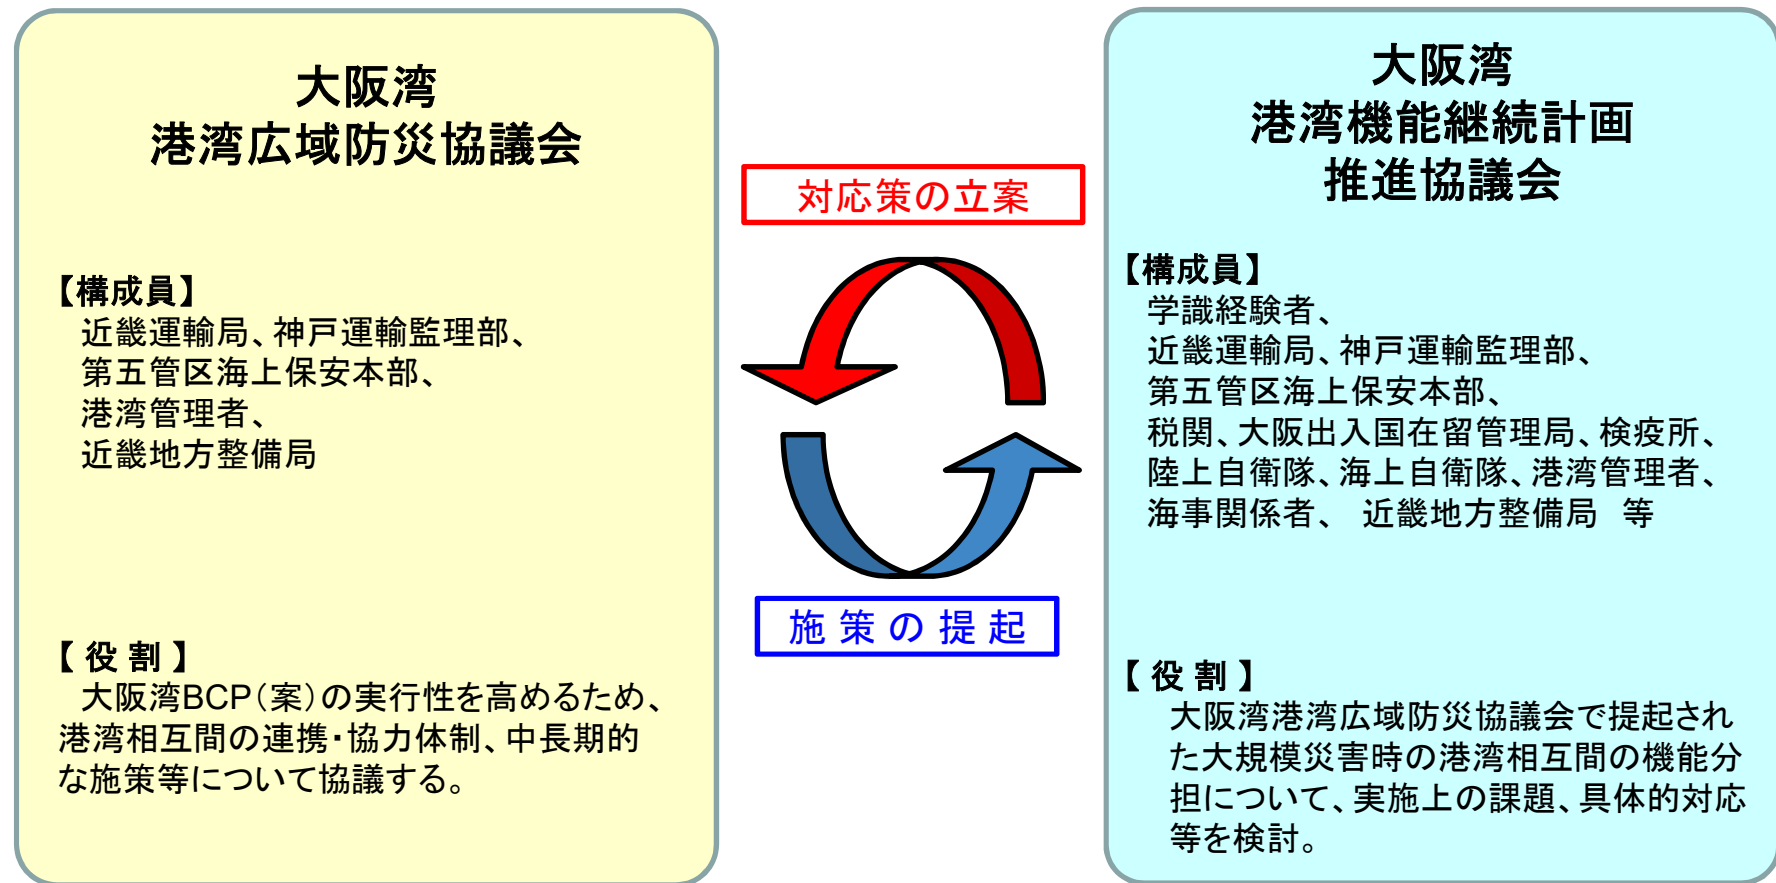 大阪湾
港湾広域防災協議会
【構成員】
近畿運輸局、神戸運輸監理部、
第五管区海上保安本部、
港湾管理者、
近畿地方整備局
【役割】
大阪湾BCP（案）の実行性を高めるため、
港湾相互間の連携・協力体制、中長期的
な施策等について協議する。
対応策の立案
施策の提起
大阪湾
港湾機能継続計画
推進協議会
【構成員】
学識経験者、
近畿運輸局、神戸運輸監理部、
第五管区海上保安本部、
税関、大阪出入国在留管理局、検疫所、
陸上自衛隊、海上自衛隊、港湾管理者、
海事関係者、 近畿地方整備局　等
【役割】
大阪湾港湾広域防災協議会で提起され
た大規模災害時の港湾相互間の機能分
担について、実施上の課題、具体的対応
等を検討。